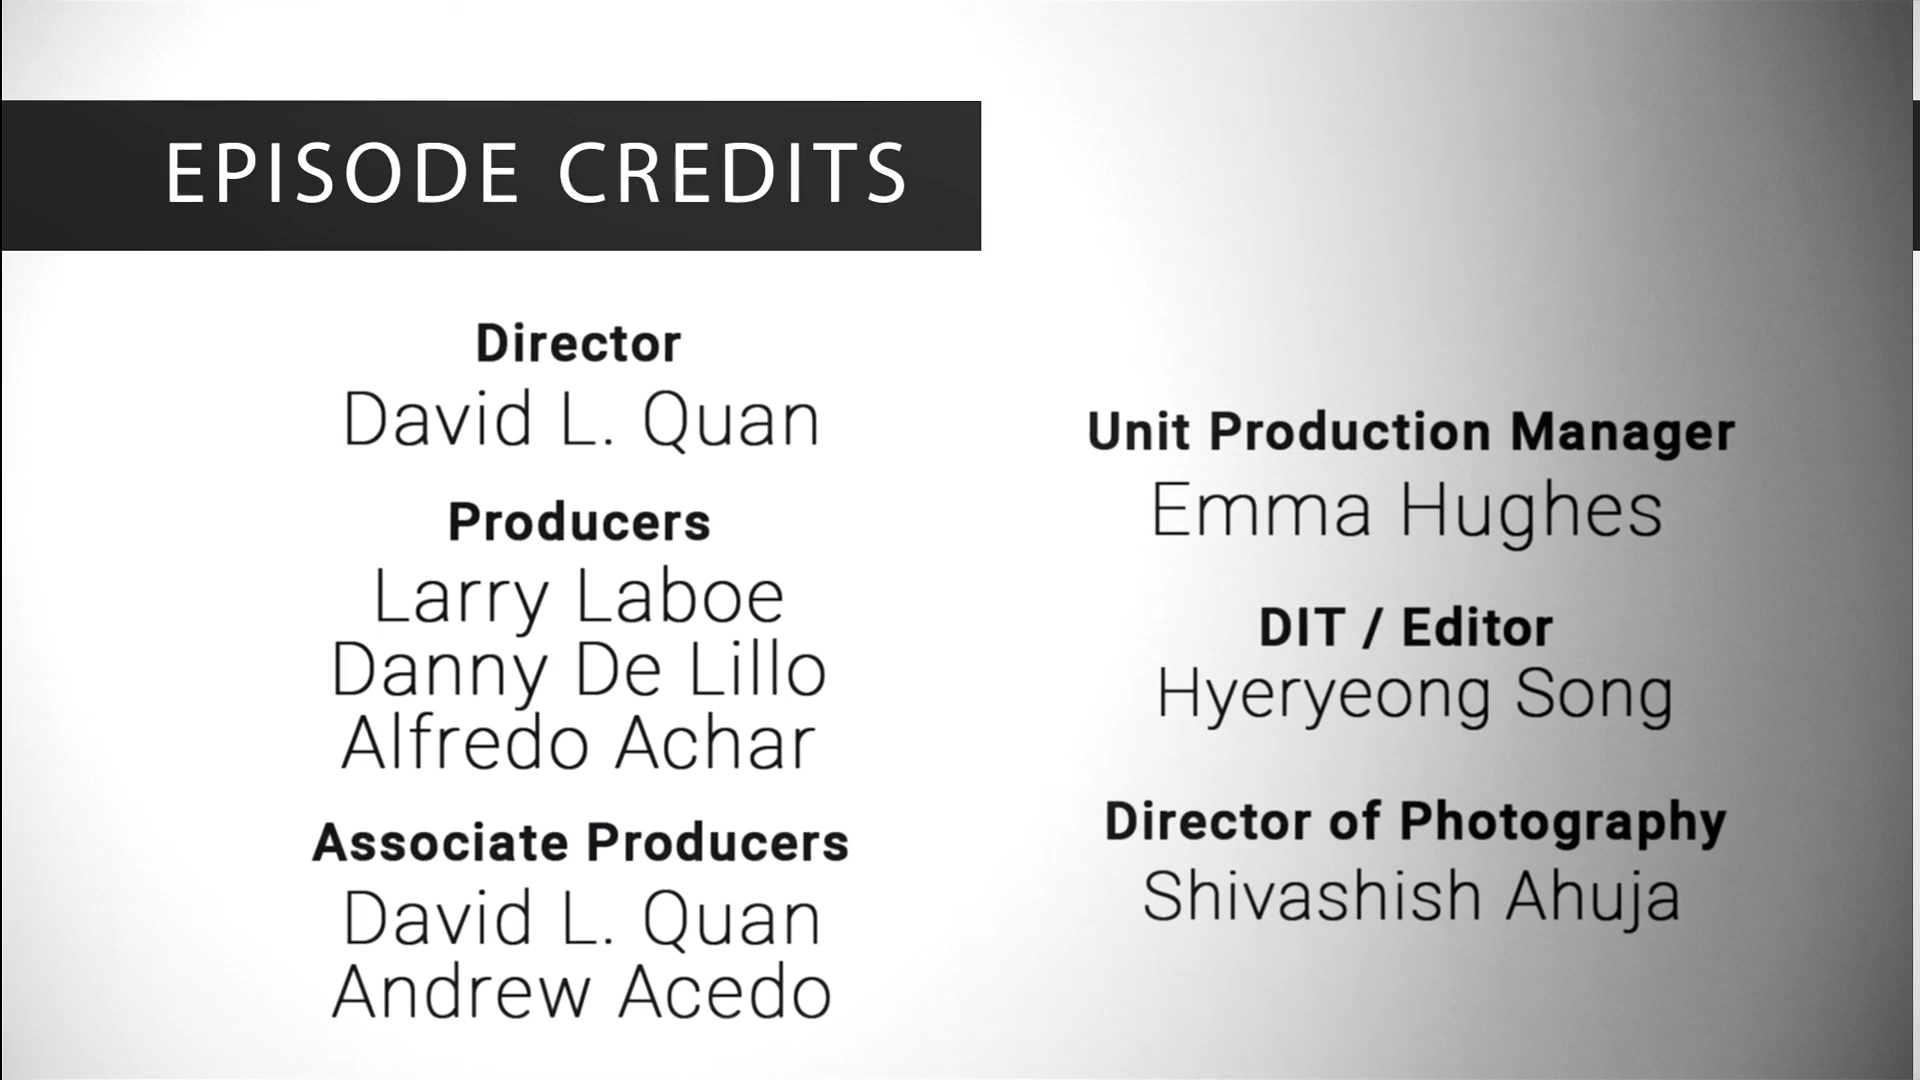 EPISODE CREDITS
Director
David L. Quan
Producers
Larry Laboe
Danny De Lillo
Alfredo Achar
Associate Producers
David L. Quan
Andrew Acedo
Unit Production Manager
Emma Hughes
DIT / Editor
Hyeryeong Song
Director of Photography
Shivashish Ahuja